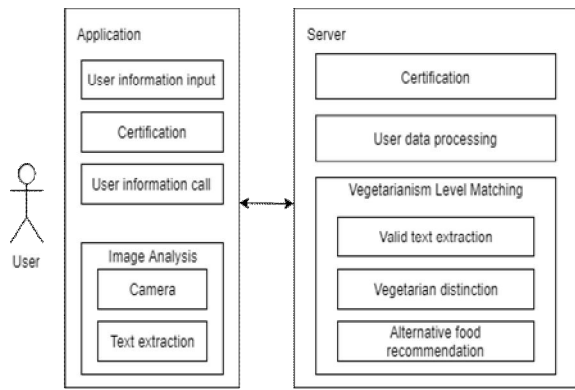 Application
User information input
Certification
User information call
Image Analysis
Camera
Text extraction
User
Server
Certification
User data processing
Vegetarianism Level Matching
Valid text extraction
Vegetarian distinction
Alternative food
recommendation